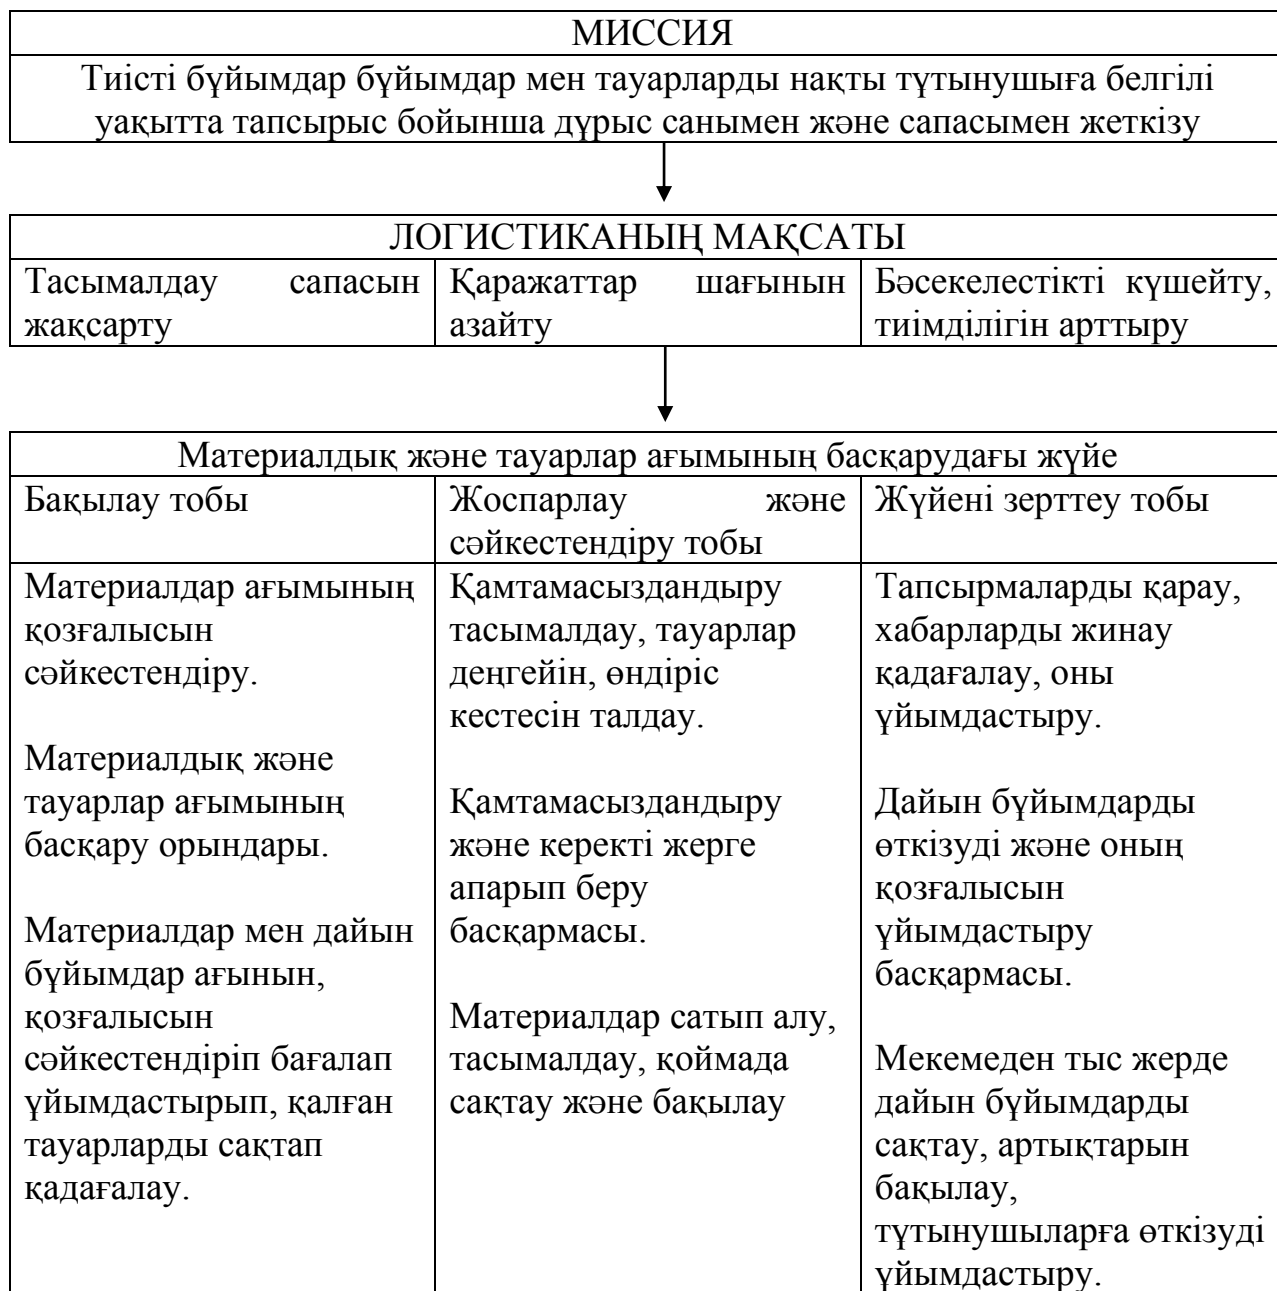 МИССИЯ
Тиісті бұйымдар бұйымдар мен тауарларды нақты тұтынушыға белгілі
уақытта тапсырыс бойынша дұрыс санымен және сапасымен жеткізу
ЛОГИСТИКАНЫҢ МАҚСАТЫ
Тасымалдау сапасын
жақсарту
Қаражаттар шағынын
азайту
Бәсекелестікті күшейту,
тиімділігін арттыру
Материалдық және тауарлар ағымының басқарудағы жүйе
Бақылау тобы
Жоспарлау және
сәйкестендіру тобы
Жүйені зерттеу тобы
Материалдар ағымының
қозғалысын
сәйкестендіру.
Материалдық және
тауарлар ағымының
басқару орындары.
Материалдар мен дайын
бұйымдар ағынын,
қозғалысын
сәйкестендіріп бағалап
ұйымдастырып, қалған
тауарларды сақтап
қадағалау.
Қамтамасыздандыру
тасымалдау, тауарлар
деңгейін, өндіріс
кестесін талдау.
Қамтамасыздандыру
және керекті жерге
апарып беру
басқармасы.
Материалдар сатып алу,
тасымалдау, қоймада
сақтау және бақылау
Тапсырмаларды қарау,
хабарларды жинау
қадағалау, оны
ұйымдастыру.
Дайын бұйымдарды
өткізуді және оның
қозғалысын
ұйымдастыру
басқармасы.
Мекемеден тыс жерде
дайын бұйымдарды
сақтау, артықтарын
бақылау,
тұтынушыларға өткізуді
ұйымдастыру.